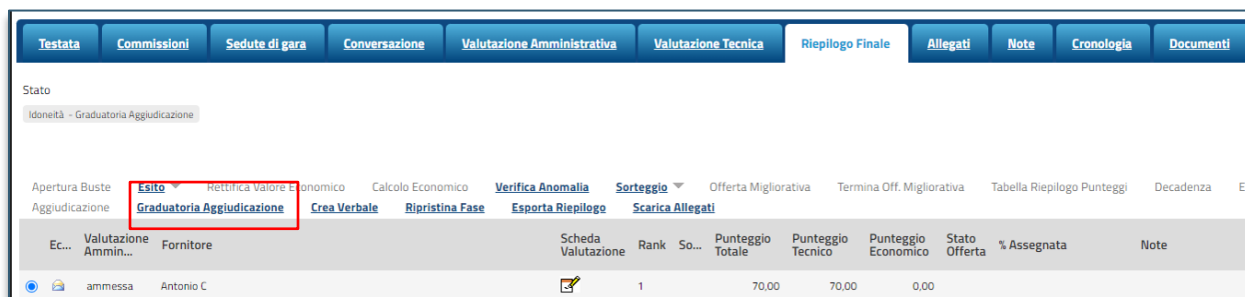 Testata Commissioni Sedute di gara Conversazione Valutazione Amministrativa Valutazione Tecnica Riepilogo Finale Allegati Note Cronologia Documenti
Stato
Idoneità - Graduatoria Aggiudicazione
Apertura Buste Esito Rettifica Valore Economico Calcolo Economico Verifica Anomalia Sorteggio Offerta Migliorativa Termina Off. Migliorativa Tabella Riepilogo Punteggi Decadenza E
Aggiudicazione Graduatoria Aggiudicazione Crea Verbale Ripristina Fase Esporta Riepilogo Scarica Allegati
Ec... Valutazione Ammin... Fornitore Scheda Valutazione Rank So... Punteggio Totale Punteggio Tecnico Punteggio Economico Stato Offerta % Assegnata Note
ammessa Antonio C 1 70,00 70,00 0,00